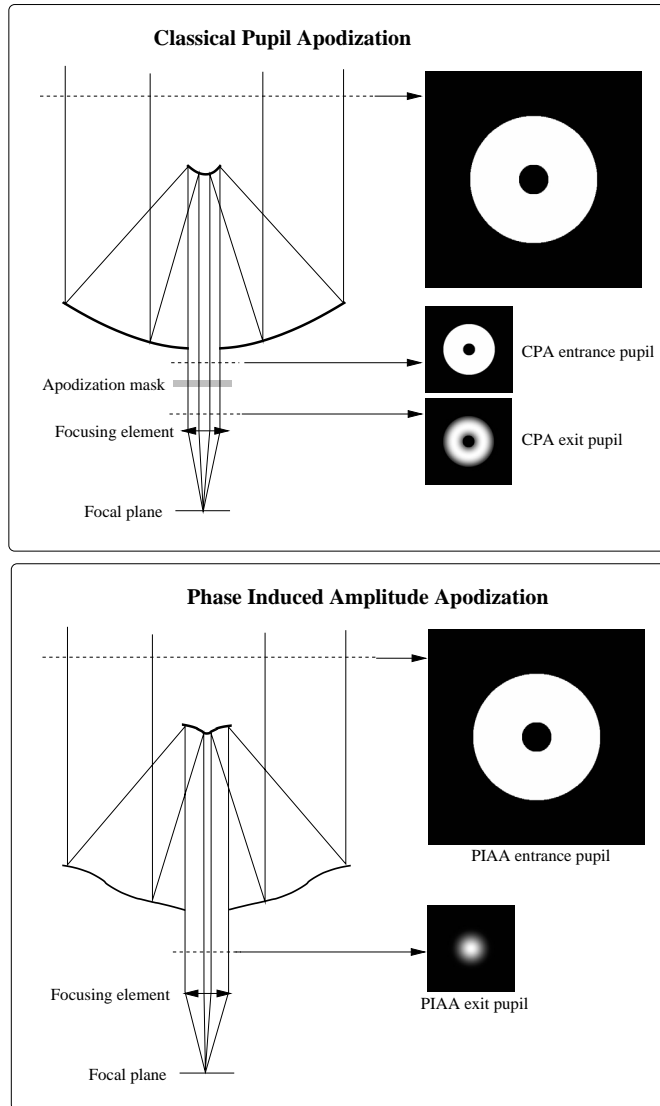 Classical Pupil Apodization
CPA entrance pupil
Apodization mask
Focusing element
CPA exit pupil
Focal plane
Phase Induced Amplitude Apodization
PIAA entrance pupil
Focusing element
PIAA exit pupil
Focal plane